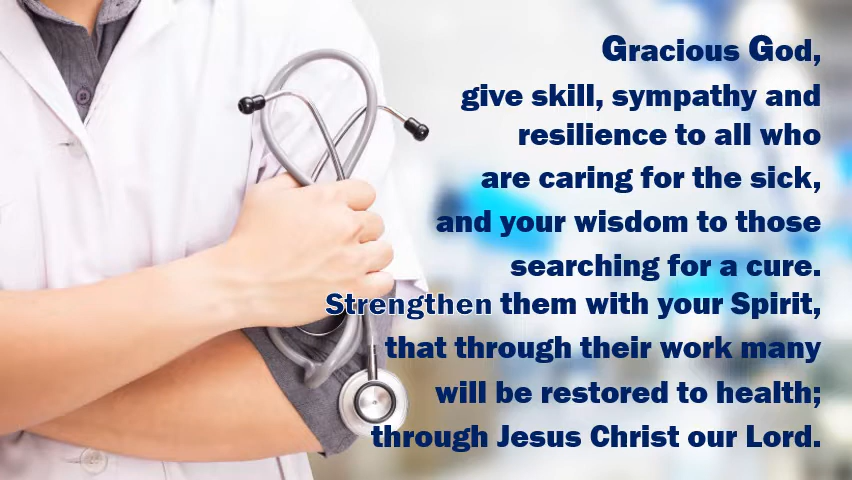 Gracious God,
give skill, sympathy and
resilience to all who
are caring for the sick,
and your wisdom to those
searching for a cure.
Strengthen them with your Spirit,
that through their work many
will be restored to health;
through Jesus Christ our Lord.